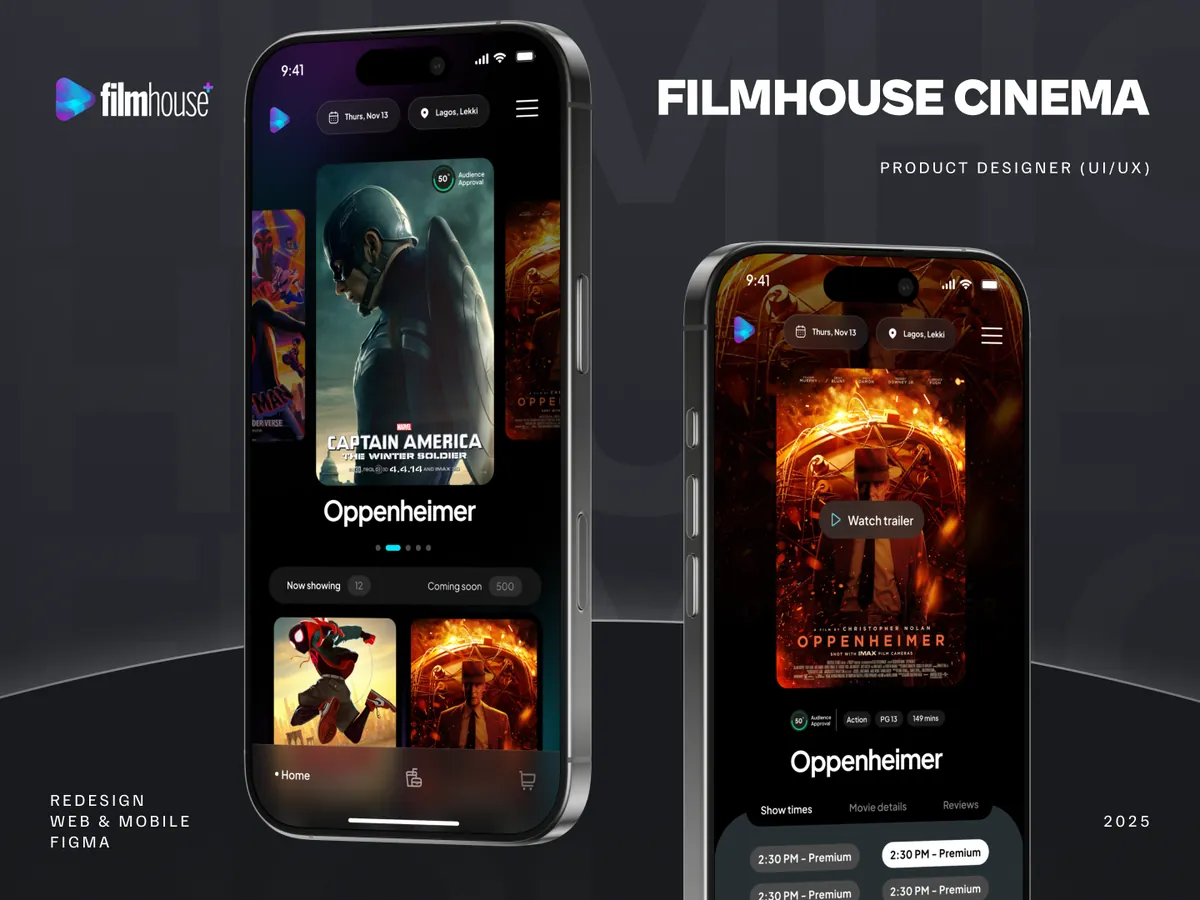 filmhouse+
FILMHOUSE CINEMA
PRODUCT DESIGNER (UI/UX)
9:41
Thurs, Nov 13
Lagos, Lekki
50
Audience
Approval
MAN
MARVEL
CAPTAIN AMERICA
THE WINTER SOLDIER
4.4.14
Oppenheimer
Now showing 12
Coming soon 500
• Home
9:41
Thurs, Nov 13
Lagos, Lekki
Watch trailer
A FILM BY CHRISTOPHER NOLAN
OPPENHEIMER
SHOT WITH IMAX FILM CAMERAS
50
Audience
Approval
Action
PG 13
149 mins
Oppenheimer
Show times
Movie details
Reviews
2:30 PM – Premium
2:30 PM – Premium
2:30 PM – Premium
2:30 PM – Premium
REDESIGN
WEB & MOBILE
FIGMA
2025